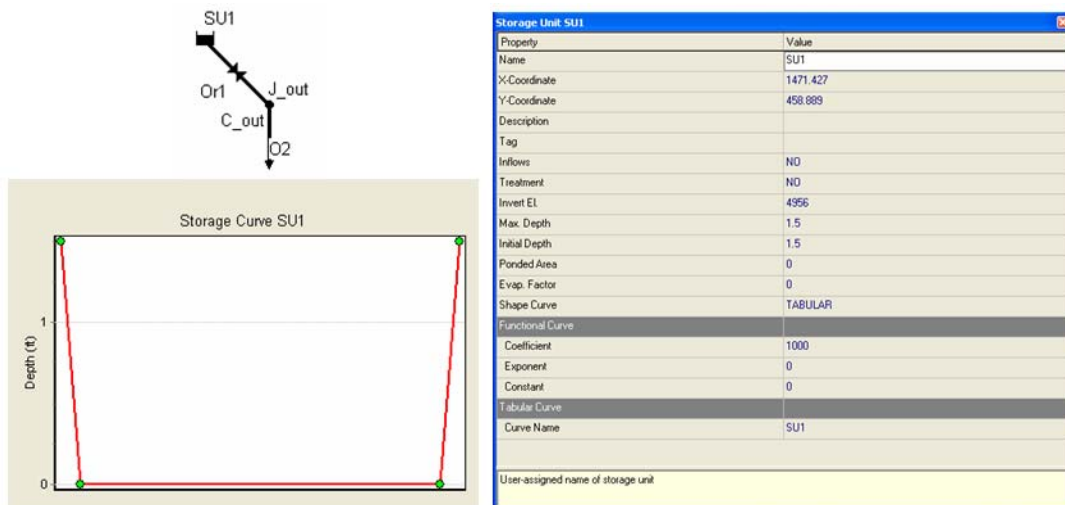 SU1
Or1
J_out
C_out
O2
Storage Curve SU1
1
Depth (ft)
0
Storage Unit SU1
Property Value
Name SU1
X-Coordinate 1471.427
Y-Coordinate 458.889
Description
Tag
Inflows NO
Treatment NO
Invert El. 4956
Max. Depth 1.5
Initial Depth 1.5
Ponded Area 0
Evap. Factor 0
Shape Curve TABULAR
Functional Curve
Coefficient 1000
Exponent 0
Constant 0
Tabular Curve
Curve Name SU1
User-assigned name of storage unit